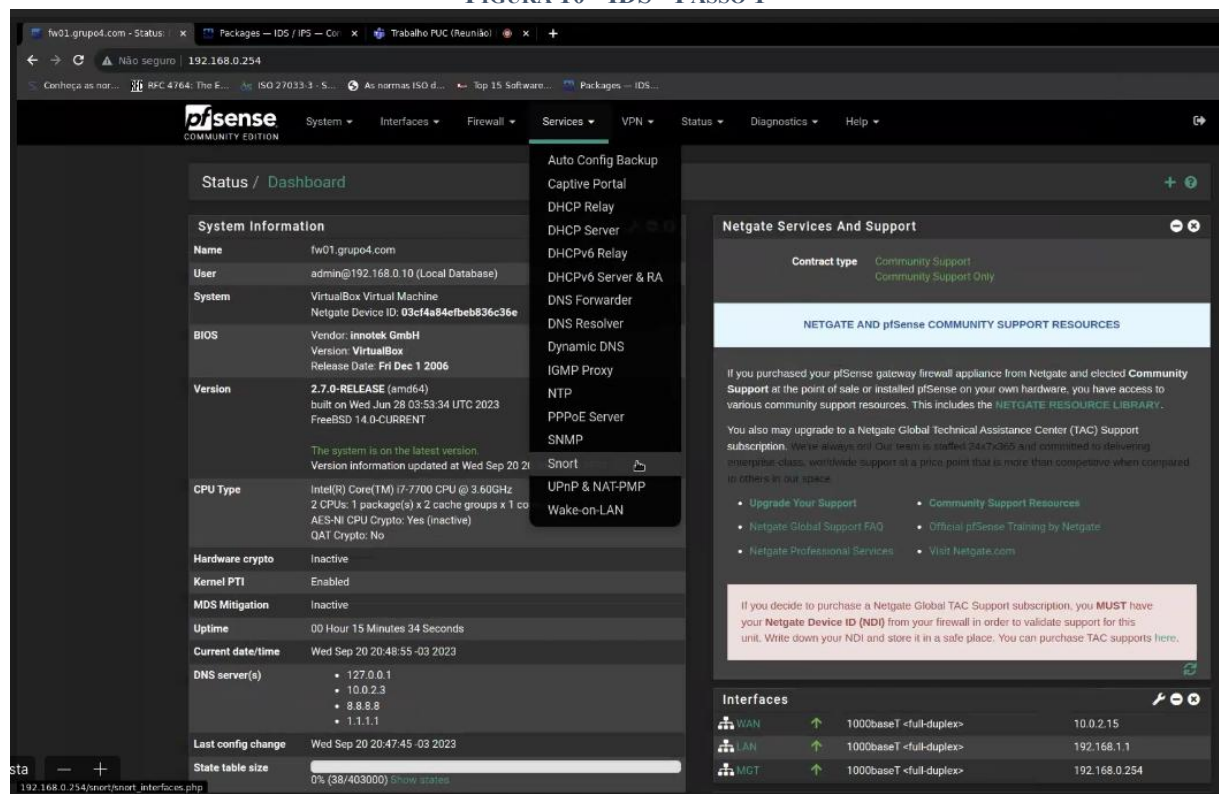 FIGURA 10 - IDS - PASSO 1
fw01.grupo4.com - Status:
Packages — IDS / IPS — Con
Trabalho PUC (Reunião)
Não seguro
192.168.0.254
Conheça as nor...
RFC 4764: The E...
ISO 27033-3 - S...
As normas ISO d...
Top 15 Software...
Packages — IDS...
pfsense
COMMUNITY EDITION
System
Interfaces
Firewall
Services
VPN
Status
Diagnostics
Help
Auto Config Backup
Captive Portal
DHCP Relay
DHCP Server
DHCPv6 Relay
DHCPv6 Server & RA
DNS Forwarder
DNS Resolver
Dynamic DNS
IGMP Proxy
NTP
PPPoE Server
SNMP
Snort
UPnP & NAT-PMP
Wake-on-LAN
Status / Dashboard
System Information
Name fw01.grupo4.com
User admin@192.168.0.10 (Local Database)
System VirtualBox Virtual Machine
Netgate Device ID: 03cf4a84efbeb836c36e
BIOS Vendor: innotek GmbH
Version: VirtualBox
Release Date: Fri Dec 1 2006
Version 2.7.0-RELEASE (amd64)
built on Wed Jun 28 03:53:34 UTC 2023
FreeBSD 14.0-CURRENT
The system is on the latest version.
Version information updated at Wed Sep 20 2
CPU Type Intel(R) Core(TM) i7-7700 CPU @ 3.60GHz
2 CPUs: 1 package(s) x 2 cache groups x 1 co
AES-NI CPU Crypto: Yes (inactive)
QAT Crypto: No
Hardware crypto Inactive
Kernel PTI Enabled
MDS Mitigation Inactive
Uptime 00 Hour 15 Minutes 34 Seconds
Current date/time Wed Sep 20 20:48:55 -03 2023
DNS server(s)
127.0.0.1
10.0.2.3
8.8.8.8
1.1.1.1
Last config change Wed Sep 20 20:47:45 -03 2023
State table size
0% (38/403000) Show states
Netgate Services And Support
Contract type Community Support
Community Support Only
NETGATE AND pfSense COMMUNITY SUPPORT RESOURCES
If you purchased your pfSense gateway firewall appliance from Netgate and elected Community
Support at the point of sale or installed pfSense on your own hardware, you have access to
various community support resources. This includes the NETGATE RESOURCE LIBRARY.
You also may upgrade to a Netgate Global Technical Assistance Center (TAC) Support
subscription. We're always on! Our team is staffed 24x7x365 and committed to delivering
enterprise-class, worldwide support at a price point that is more than competitive when compared
to others in our space.
Upgrade Your Support
Community Support Resources
Netgate Global Support FAQ
Official pfSense Training by Netgate
Netgate Professional Services
Visit Netgate.com
If you decide to purchase a Netgate Global TAC Support subscription, you MUST have
your Netgate Device ID (NDI) from your firewall in order to validate support for this
unit. Write down your NDI and store it in a safe place. You can purchase TAC supports here.
Interfaces
WAN 1000baseT <full-duplex> 10.0.2.15
LAN 1000baseT <full-duplex> 192.168.1.1
MGT 1000baseT <full-duplex> 192.168.0.254
sta
192.168.0.254/snort/snort_interfaces.php